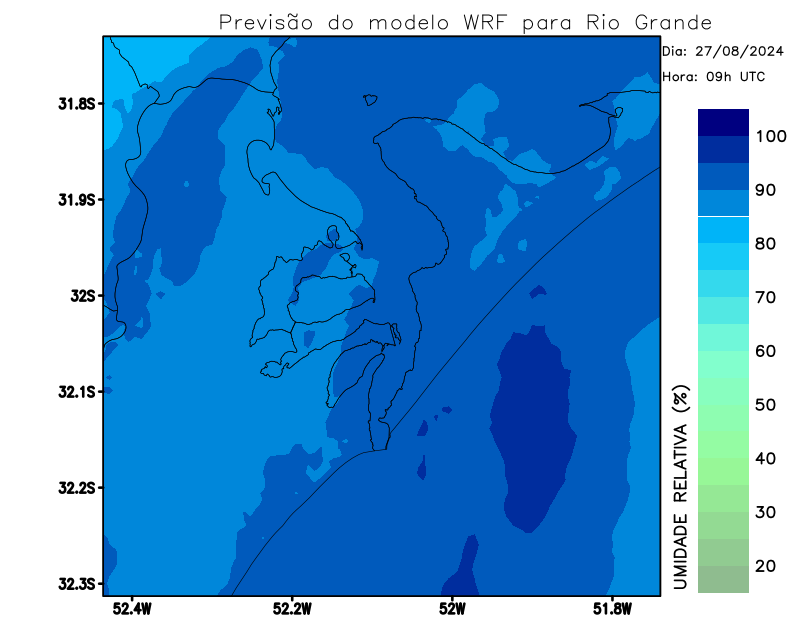 Previsão do modelo WRF para Rio Grande
Dia: 27/08/2024
Hora: 09h UTC
31.8S
31.9S
32S
32.1S
32.2S
32.3S
52.4W
52.2W
52W
51.8W
100
90
80
70
60
50
40
30
20
UMIDADE RELATIVA (%)